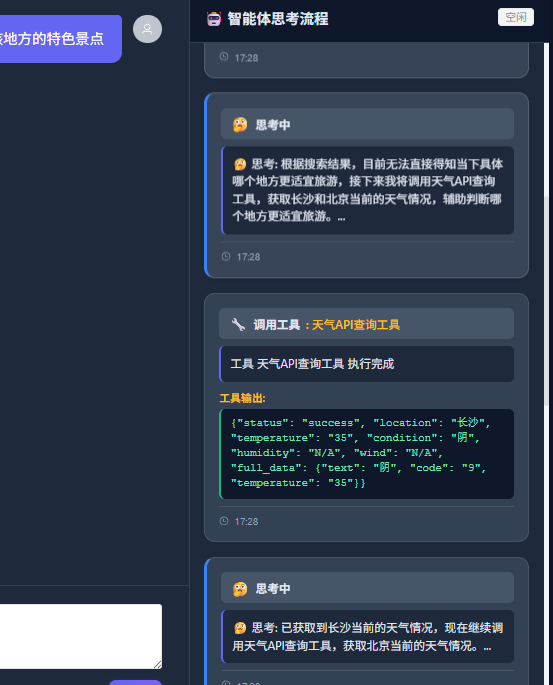 该地方的特色景点
智能体思考流程
空闲
17:28
思考中
思考: 根据搜索结果，目前无法直接得知当下具体
哪个地方更适宜旅游，接下来我将调用天气API查询
工具，获取长沙和北京当前的天气情况，辅助判断哪
个地方更适宜旅游。...
17:28
调用工具 : 天气API查询工具
工具 天气API查询工具 执行完成
工具输出:
{"status": "success", "location": "长沙",
"temperature": "35", "condition": "阴",
"humidity": "N/A", "wind": "N/A",
"full_data": {"text": "阴", "code": "9",
"temperature": "35"}}
17:28
思考中
思考: 已获取到长沙当前的天气情况，现在继续调
用天气API查询工具，获取北京当前的天气情况。...
17:28